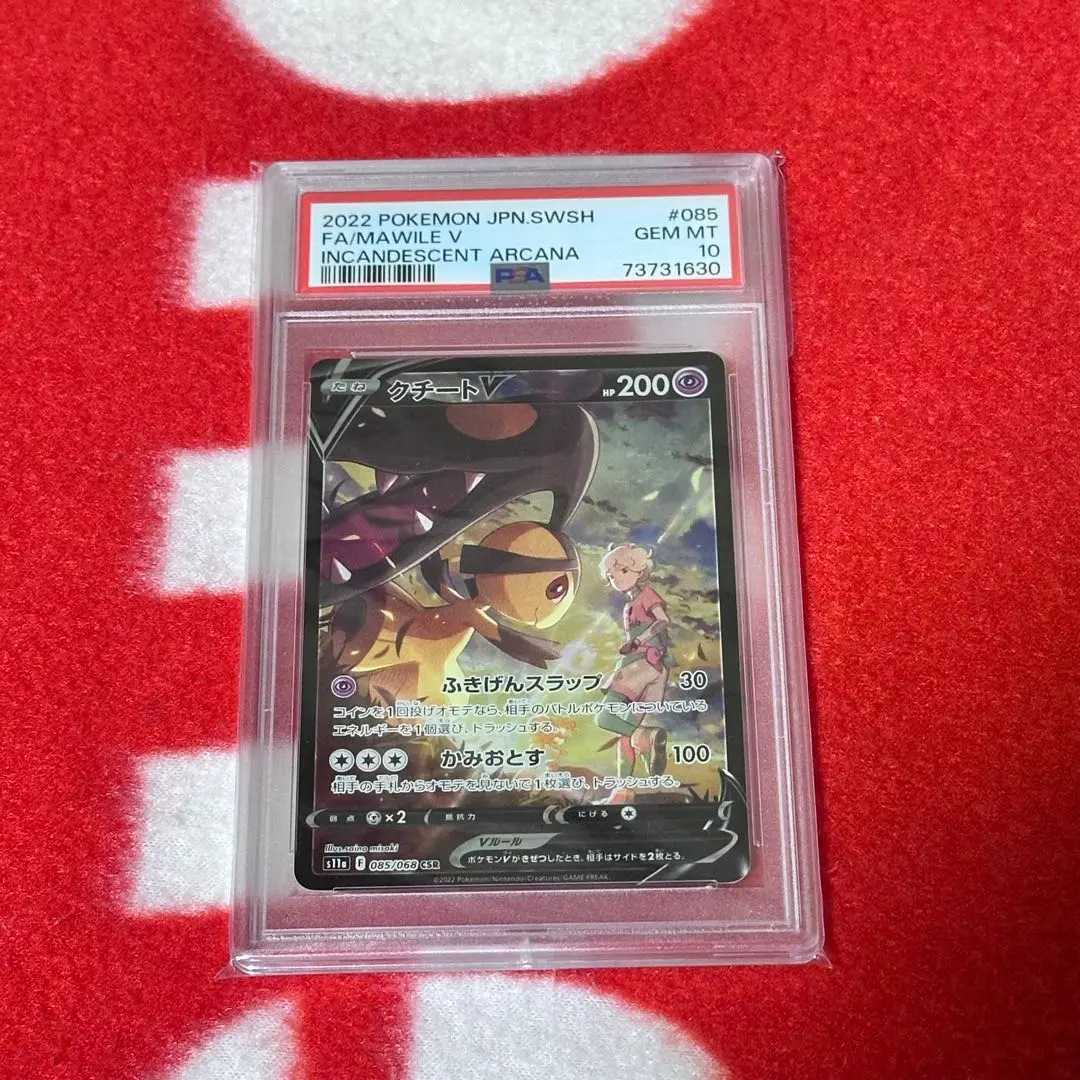 2022 POKEMON JPN.SWSH #085
FA/MAWILE V GEM MT
INCANDESCENT ARCANA 10
PSA 73731630
たね クチートV HP 200
ふきげんスラップ 30
コインを1回投げオモテなら、相手のバトルポケモンについている
エネルギーを1個選び、トラッシュする。
かみおとす 100
相手の手札からオモテを見ないで1枚選び、トラッシュする。
弱点 ×2 抵抗力 にげる
Illus. saino misaki
Vルール
s11a F 085/068 CSR ポケモンVがきぜつしたとき、相手はサイドを2枚とる。
©2022 Pokémon/Nintendo/Creatures/GAME FREAK